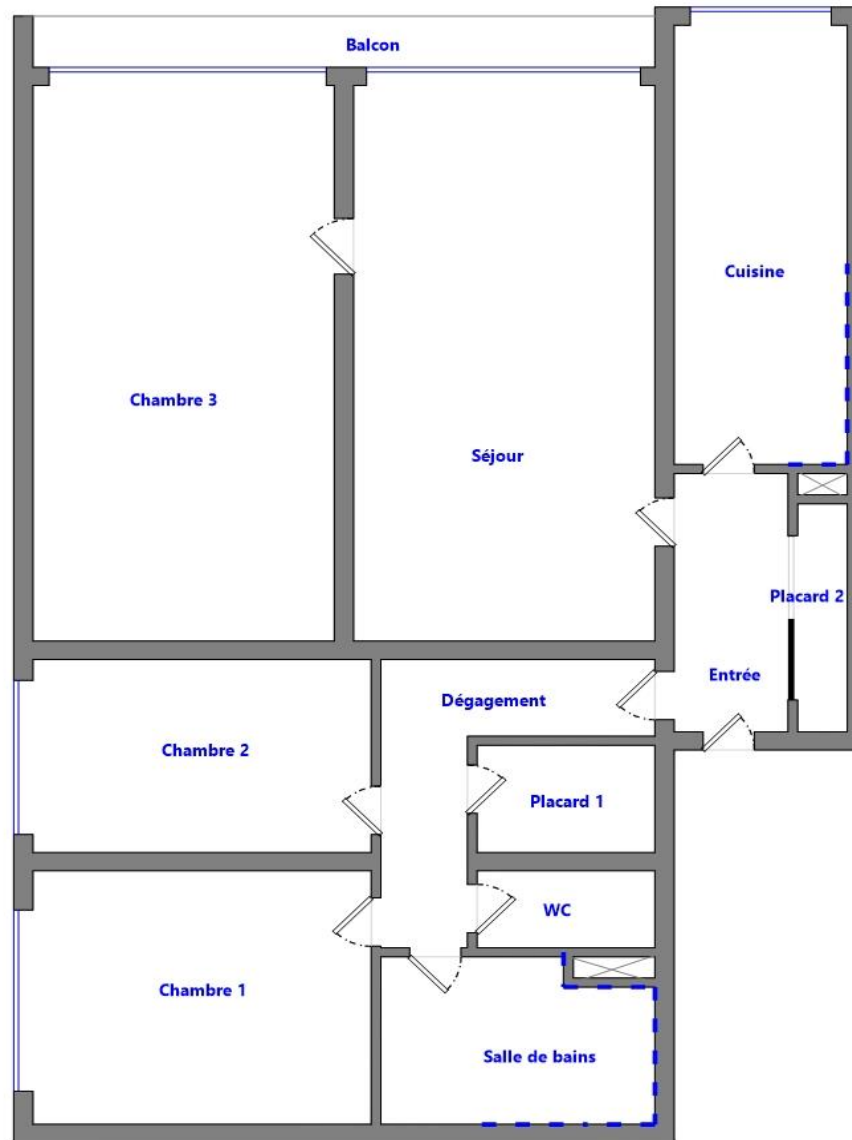 Balcon
Cuisine
Chambre 3
Séjour
Placard 2
Entrée
Dégagement
Chambre 2
Placard 1
WC
Chambre 1
Salle de bains